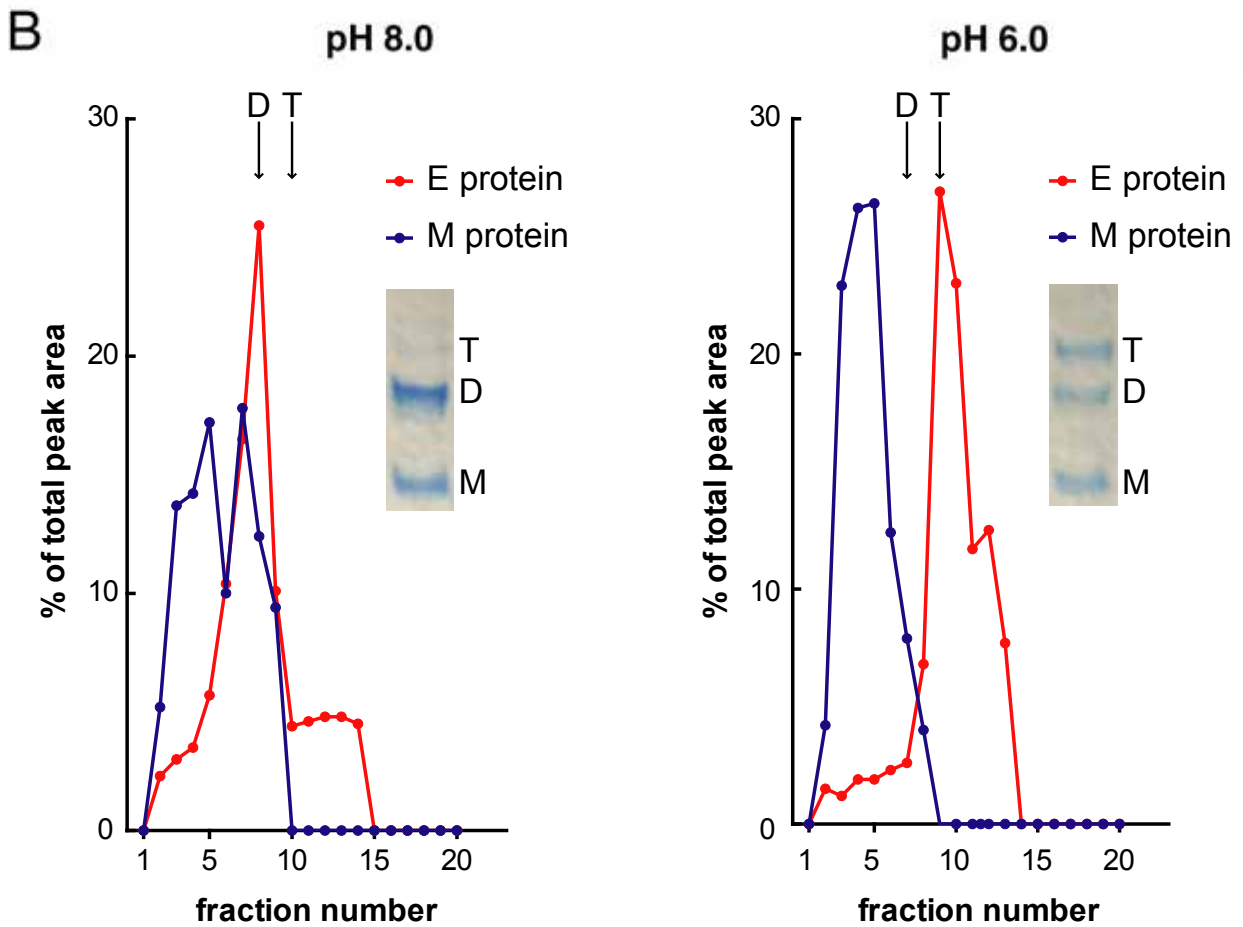 B
pH 8.0
D T
30
20
10
0
E protein
M protein
T
D
M
% of total peak area
1 5 10 15 20
fraction number
pH 6.0
D T
30
20
10
0
E protein
M protein
T
D
M
% of total peak area
1 5 10 15 20
fraction number